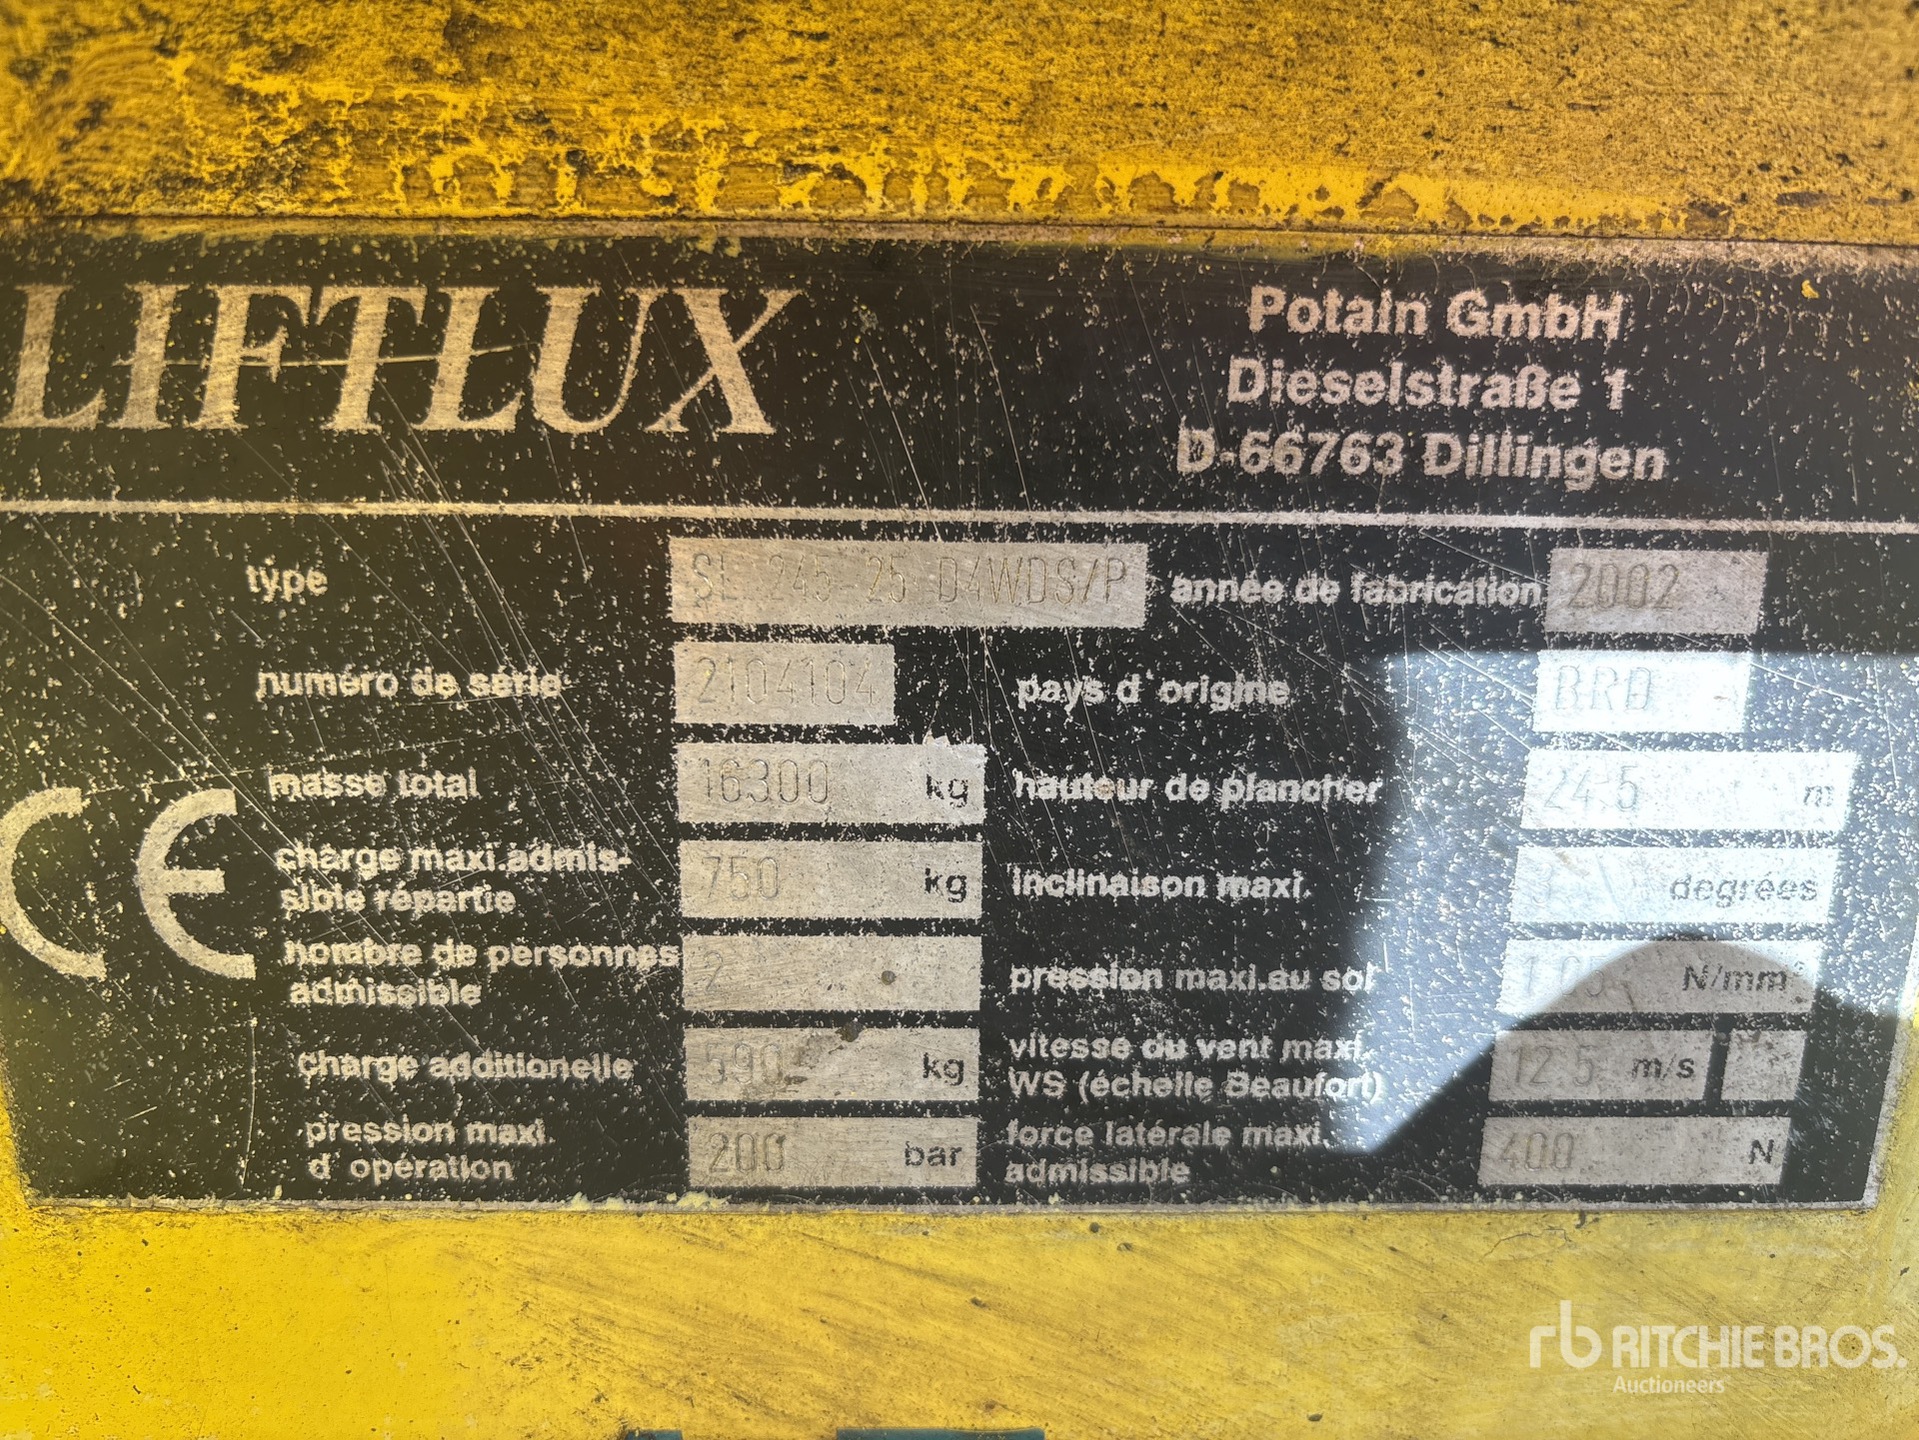 LIFTLUX
Potain GmbH
Dieselstraße 1
D-66763 Dillingen
type SL 245-25 D4WDS/P année de fabrication 2002
numéro de série 2104104 pays d'origine BRD
masse total 16300 kg hauteur de plancher 24.5 m
charge maxi.admis-
sible répartie 750 kg inclinaison maxi. degrées
nombre de personnes
admissible 2 pression maxi.au sol N/mm²
charge additionelle 590 kg vitesse du vent maxi.
WS (échelle Beaufort) 12.5 m/s
pression maxi.
d'opération 200 bar force latérale maxi.
admissible 400 N
CE
rb RITCHIE BROS.
Auctioneers